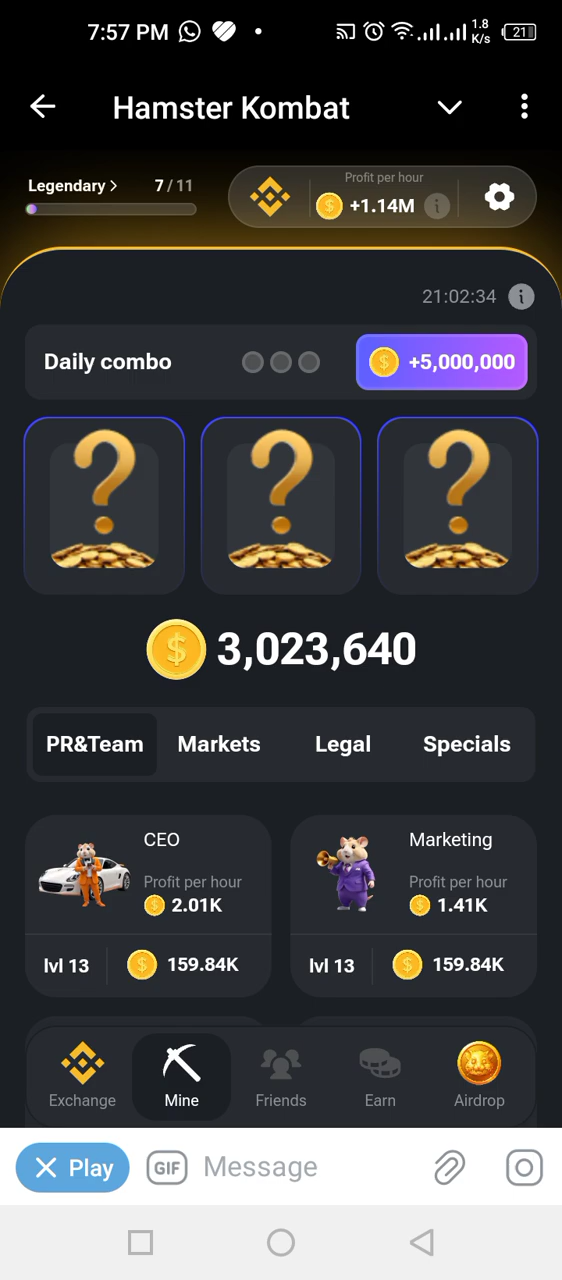 7:57 PM
1.8
K/s
21
Hamster Kombat
Legendary
7 / 11
Profit per hour
+1.14M
21:02:34
Daily combo
+5,000,000
3,023,640
PR&Team Markets Legal Specials
CEO
Profit per hour
2.01K
lvl 13
159.84K
Marketing
Profit per hour
1.41K
lvl 13
159.84K
Exchange Mine Friends Earn Airdrop
Play
GIF
Message